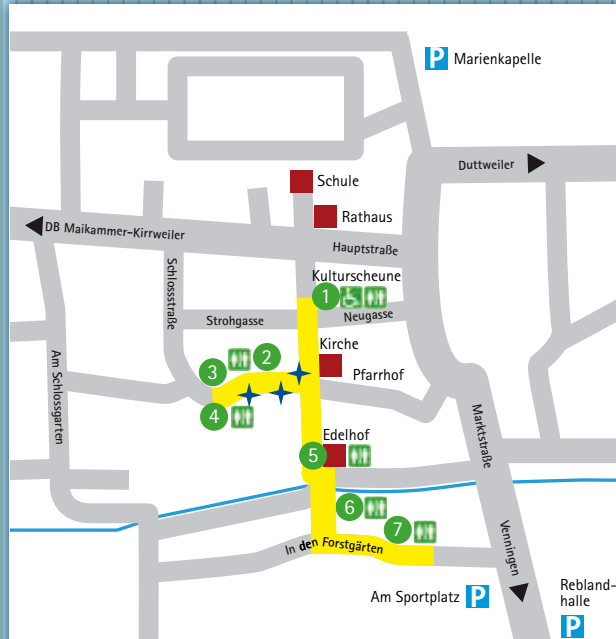 P Marienkapelle
Duttweiler
Schule
Rathaus
DB Maikammer-Kirrweiler
Hauptstraße
Schlossstraße
Kulturscheune
1
Strohgasse
Neugasse
Kirche
3
2
Pfarrhof
Am Schlossgarten
4
Marktstraße
Edelhof
5
6
7
In den Forstgärten
Venningen
Am Sportplatz P
Rebland-
halle
P